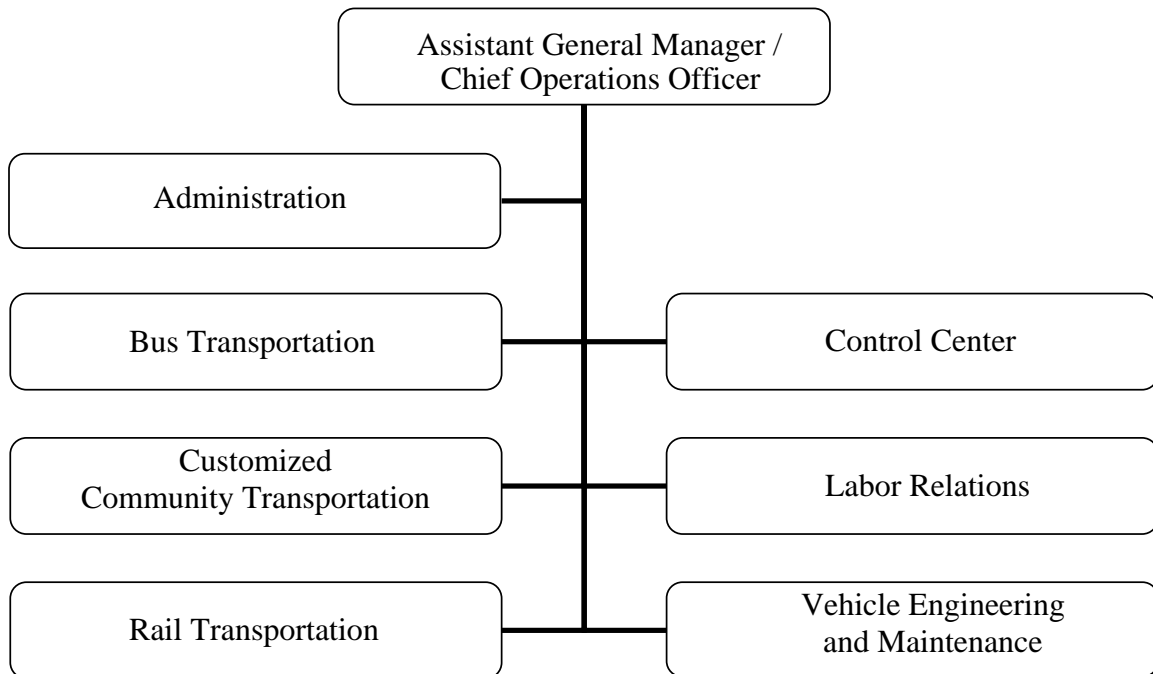 Assistant General Manager /
Chief Operations Officer
Administration
Bus Transportation
Control Center
Customized
Community Transportation
Labor Relations
Rail Transportation
Vehicle Engineering
and Maintenance